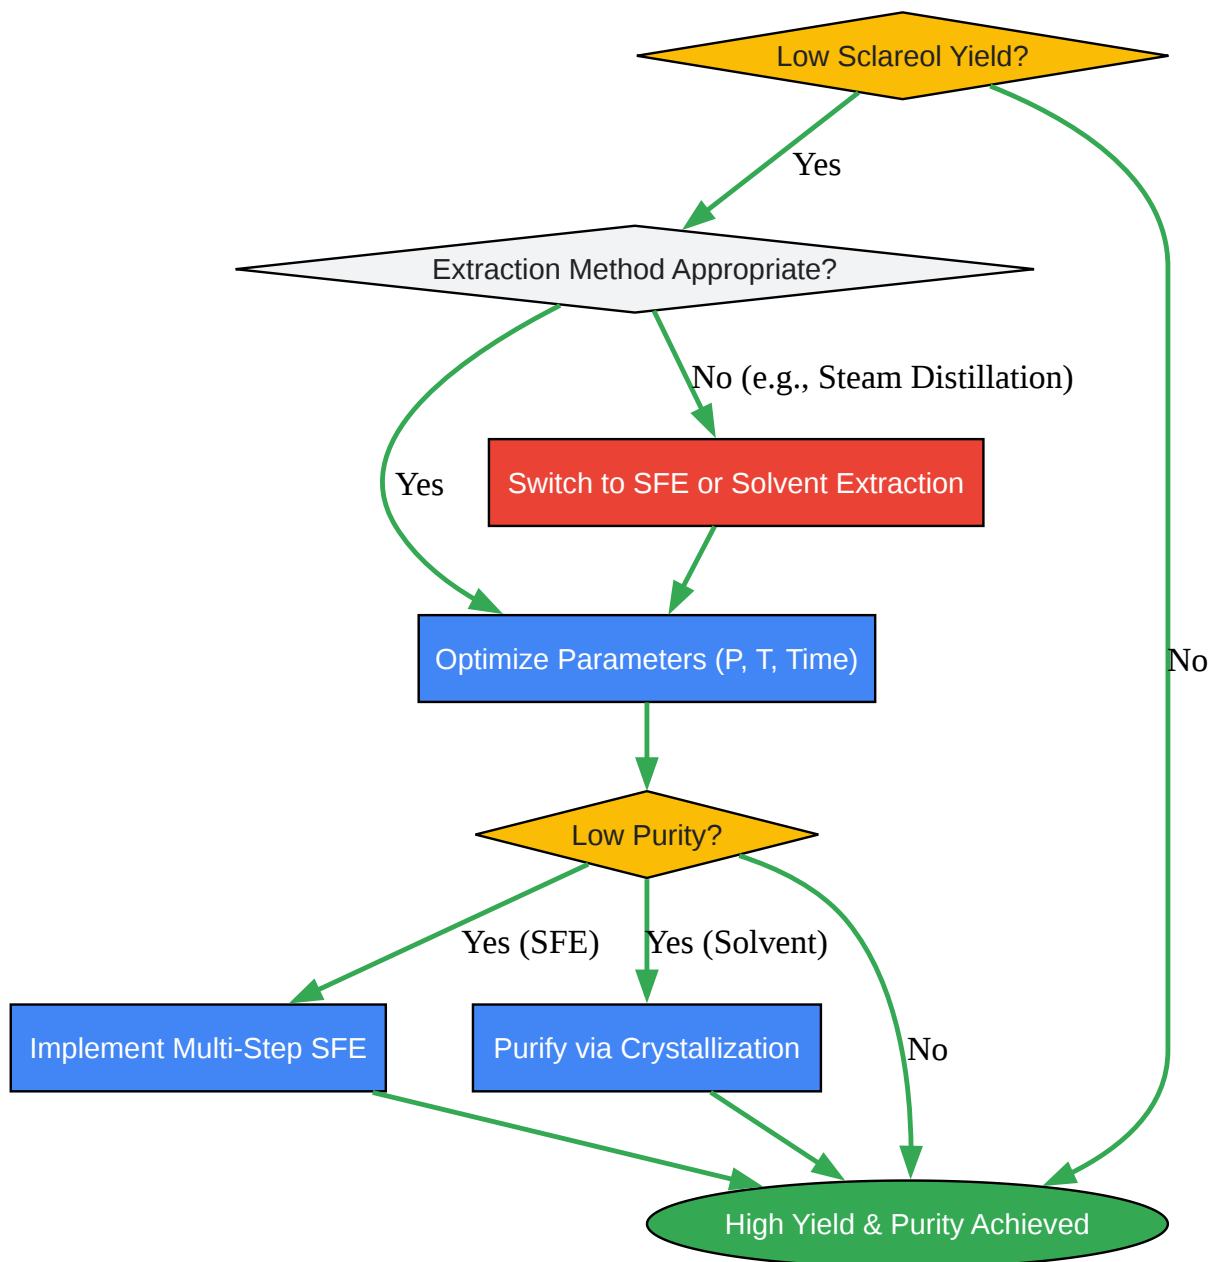 Low Sclareol Yield?
Yes
Extraction Method Appropriate?
No (e.g., Steam Distillation)
Yes
Switch to SFE or Solvent Extraction
Optimize Parameters (P, T, Time)
No
Low Purity?
Yes (SFE)
Yes (Solvent)
Implement Multi-Step SFE
Purify via Crystallization
No
High Yield & Purity Achieved